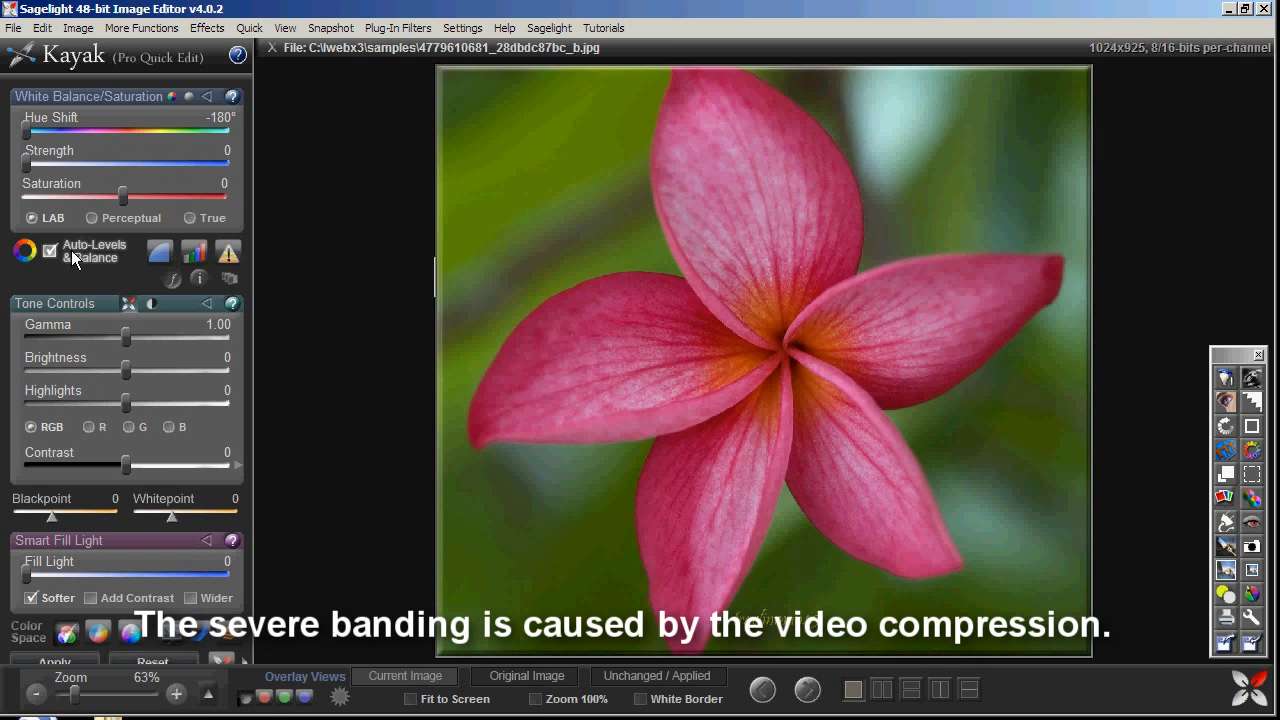 Sagelight 48-bit Image Editor v4.0.2
File Edit Image More Functions Effects Quick View Snapshot Plug-In Filters Settings Help Sagelight Tutorials
Kayak (Pro Quick Edit) ?
X File: C:\lwebx3\samples\4779610681_28dbdc87bc_b.jpg
1024x925, 8/16-bits per-channel
White Balance/Saturation ?
Hue Shift -180°
Strength 0
Saturation 0
LAB Perceptual True
Auto-Levels
& Balance
Tone Controls ?
Gamma 1.00
Brightness 0
Highlights 0
RGB R G B
Contrast 0
Blackpoint 0 Whitepoint 0
Smart Fill Light ?
Fill Light 0
Softer Add Contrast Wider
Color
Space
The severe banding is caused by the video compression.
Apply Reset
Zoom 63%
Overlay Views Current Image Original Image Unchanged / Applied
Fit to Screen Zoom 100% White Border